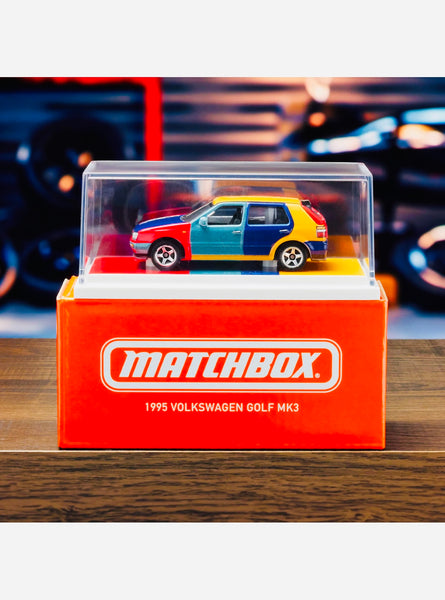 MATCHBOX.
1995 VOLKSWAGEN GOLF MK3